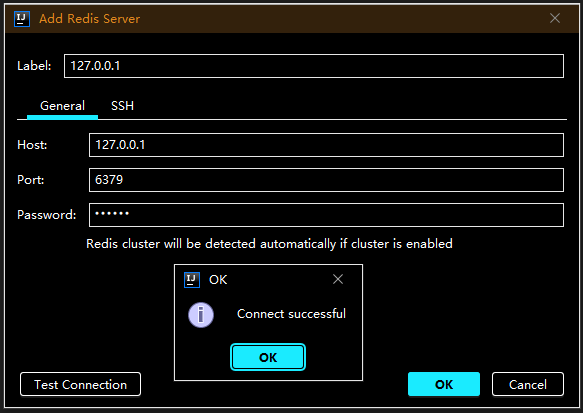 IJ Add Redis Server
Label: 127.0.0.1
General SSH
Host: 127.0.0.1
Port: 6379
Password: ••••••
Redis cluster will be detected automatically if cluster is enabled
IJ OK
i Connect successful
OK
Test Connection OK Cancel